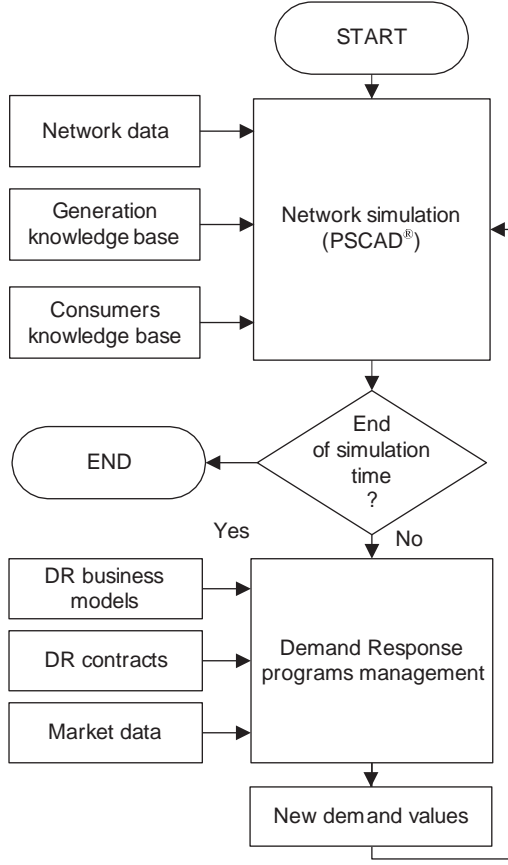 START
Network data
Generation
knowledge base
Consumers
knowledge base
Network simulation
(PSCAD®)
End
of simulation
time
?
END
Yes
No
DR business
models
DR contracts
Market data
Demand Response
programs management
New demand values